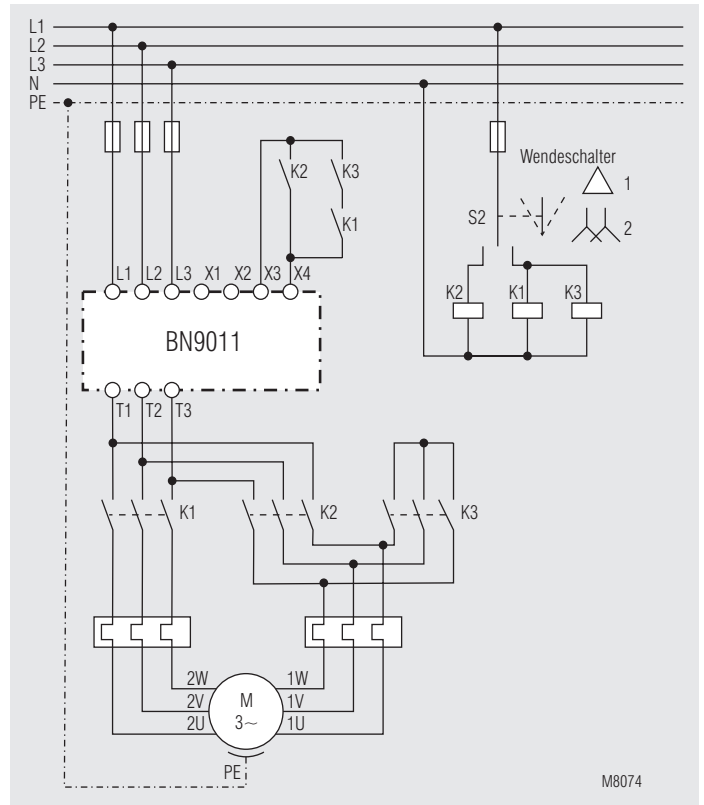 L1
L2
L3
N
PE
Wendeschalter
K2 K3
1
K1
S2
2
L1 L2 L3 X1 X2 X3 X4
K2 K1 K3
BN9011
T1 T2 T3
K1 K2 K3
2W 1W
2V M 1V
2U 3~ 1U
PE
M8074